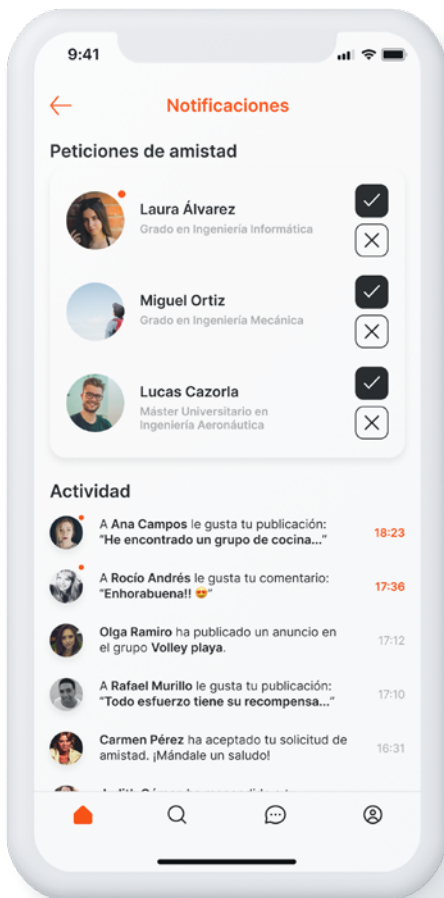 9:41
Notificaciones
Peticiones de amistad
Laura Álvarez
Grado en Ingeniería Informática
Miguel Ortiz
Grado en Ingeniería Mecánica
Lucas Cazorla
Máster Universitario en
Ingeniería Aeronáutica
Actividad
A Ana Campos le gusta tu publicación:
"He encontrado un grupo de cocina..."
18:23
A Rocío Andrés le gusta tu comentario:
"Enhorabuena!! 😍"
17:36
Olga Ramiro ha publicado un anuncio en
el grupo Volley playa.
17:12
A Rafael Murillo le gusta tu publicación:
"Todo esfuerzo tiene su recompensa..."
17:10
Carmen Pérez ha aceptado tu solicitud de
amistad. ¡Mándale un saludo!
16:31